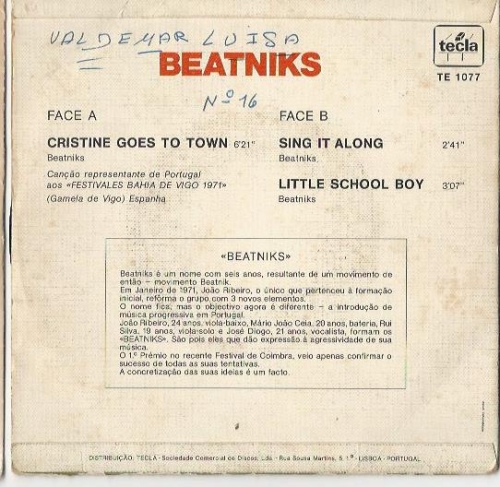 VALDEMAR LUISA
tecla
BEATNIKS
TE 1077
Nº 16
FACE A
CRISTINE GOES TO TOWN 6'21"
Beatniks
Canção representante de Portugal
aos «FESTIVALES BAHIA DE VIGO 1971»
(Gamela de Vigo) Espanha
FACE B
SING IT ALONG 2'41"
Beatniks
LITTLE SCHOOL BOY 3'07"
Beatniks
«BEATNIKS»
Beatniks é um nome com seis anos, resultante de um movimento de
então – movimento Beatnik.
Em Janeiro de 1971, João Ribeiro, o único que pertenceu à formação
inicial, refórma o grupo com 3 novos elementos.
O nome fica, mas o objectivo agora é diferente – a introdução de
música progressiva em Portugal.
João Ribeiro, 24 anos, viola-baixo, Mário João Ceia, 20 anos, bateria, Rui
Silva, 19 anos, viola-solo e José Diogo, 21 anos, vocalista, formam os
«BEATNIKS». São pois eles que dão expressão à agressividade de sua
música.
O 1.º Prémio no recente Festival de Coimbra, veio apenas confirmar o
sucesso de todas as suas tentativas.
A concretização das suas ideias é um facto.
DISTRIBUIÇÃO: TECLA - Sociedade Comercial de Discos, Lda - Rua Sousa Martins, 5, 1.º - LISBOA - PORTUGAL